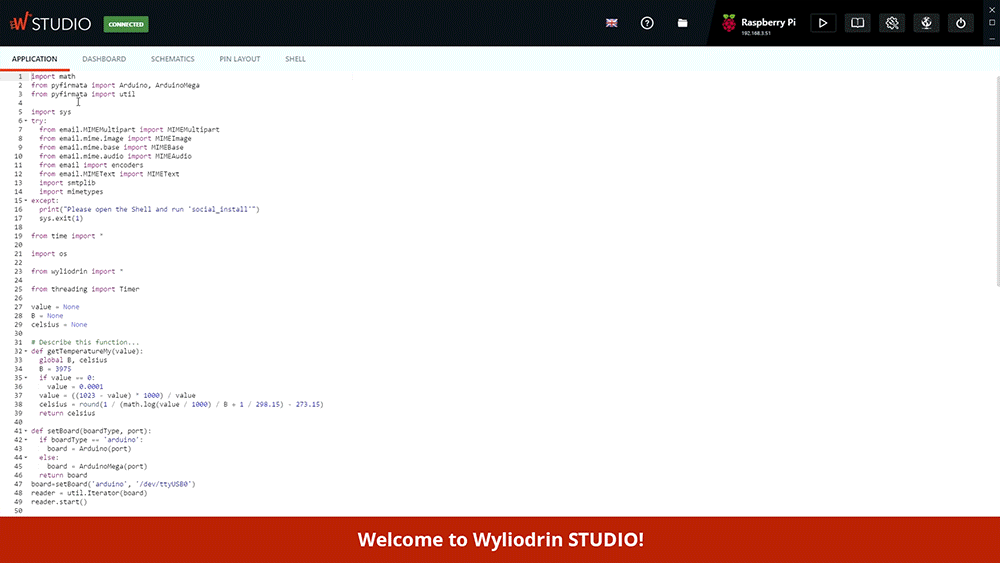 STUDIO CONNECTED Raspberry Pi
192.168.3.51
APPLICATION DASHBOARD SCHEMATICS PIN LAYOUT SHELL
1 import math
2 from pyfirmata import Arduino, ArduinoMega
3 from pyfirmata import util
4
5 import sys
6 try:
7 from email.MIMEMultipart import MIMEMultipart
8 from email.mime.image import MIMEImage
9 from email.mime.base import MIMEBase
10 from email.mime.audio import MIMEAudio
11 from email import encoders
12 from email.MIMEText import MIMEText
13 import smtplib
14 import mimetypes
15 except:
16 print("Please open the Shell and run 'social_install'")
17 sys.exit(1)
18
19 from time import *
20
21 import os
22
23 from wyliodrin import *
24
25 from threading import Timer
26
27 value = None
28 B = None
29 celsius = None
30
31 # Describe this function...
32 def getTemperatureMy(value):
33 global B, celsius
34 B = 3975
35 if value == 0:
36 value = 0.0001
37 value = ((1023 - value) * 1000) / value
38 celsius = round(1 / (math.log(value / 1000) / B + 1 / 298.15) - 273.15)
39 return celsius
40
41 def setBoard(boardType, port):
42 if boardType == 'arduino':
43 board = Arduino(port)
44 else:
45 board = ArduinoMega(port)
46 return board
47 board=setBoard('arduino', '/dev/ttyUSB0')
48 reader = util.Iterator(board)
49 reader.start()
50
Welcome to Wyliodrin STUDIO!